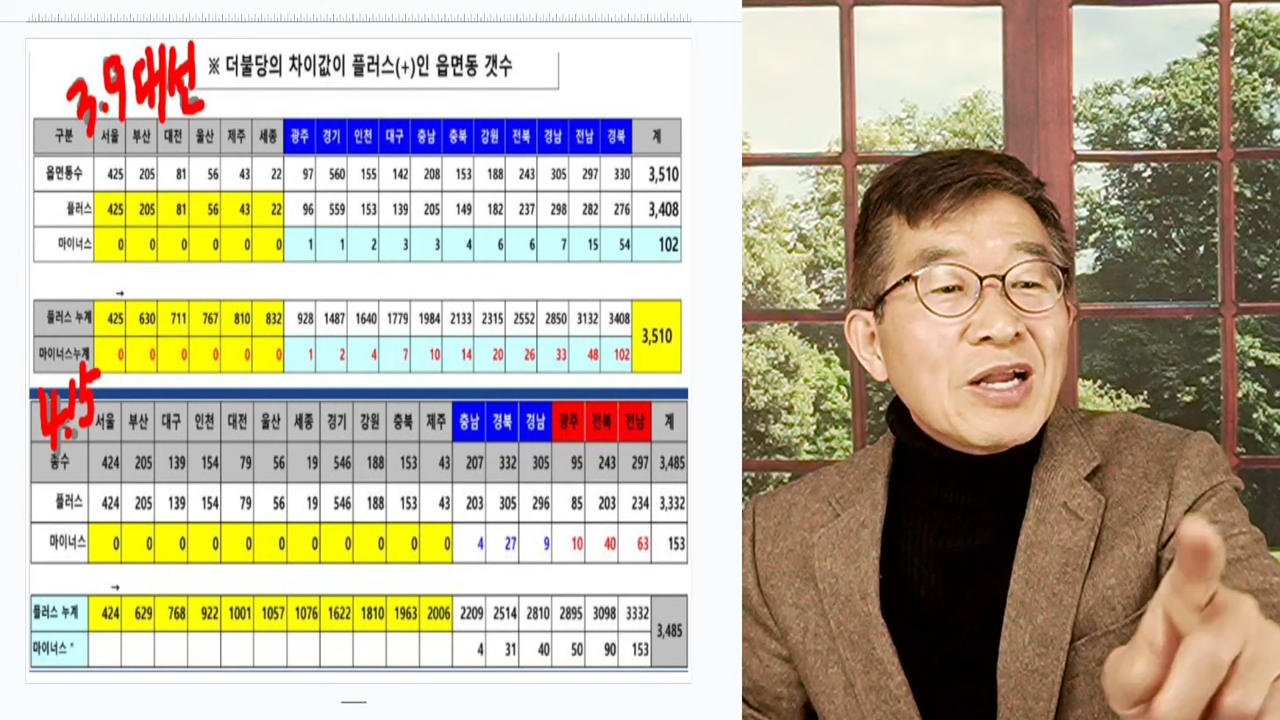 3.9 대선
※ 더불당의 차이값이 플러스(+)인 읍면동 갯수
구분 서울 부산 대전 울산 제주 세종 광주 경기 인천 대구 충남 충북 강원 전북 경남 전남 경북 계
읍면동수 425 205 81 56 43 22 97 560 155 142 208 153 188 243 305 297 330 3,510
플러스 425 205 81 56 43 22 96 559 153 139 205 149 182 237 298 282 276 3,408
마이너스 0 0 0 0 0 0 1 1 2 3 3 4 6 6 7 15 54 102
→
플러스 누계 425 630 711 767 810 832 928 1487 1640 1779 1984 2133 2315 2552 2850 3132 3408 3,510
마이너스누계 0 0 0 0 0 0 1 2 4 7 10 14 20 26 33 48 102
4.15
서울 부산 대구 인천 대전 울산 세종 경기 강원 충북 제주 충남 경북 경남 광주 전북 전남 계
총수 424 205 139 154 79 56 19 546 188 153 43 207 332 305 95 243 297 3,485
플러스 424 205 139 154 79 56 19 546 188 153 43 203 305 296 85 203 234 3,332
마이너스 0 0 0 0 0 0 0 0 0 0 0 4 27 9 10 40 63 153
→
플러스 누계 424 629 768 922 1001 1057 1076 1622 1810 1963 2006 2209 2514 2810 2895 3098 3332 3,485
마이너스 " 4 31 40 50 90 153